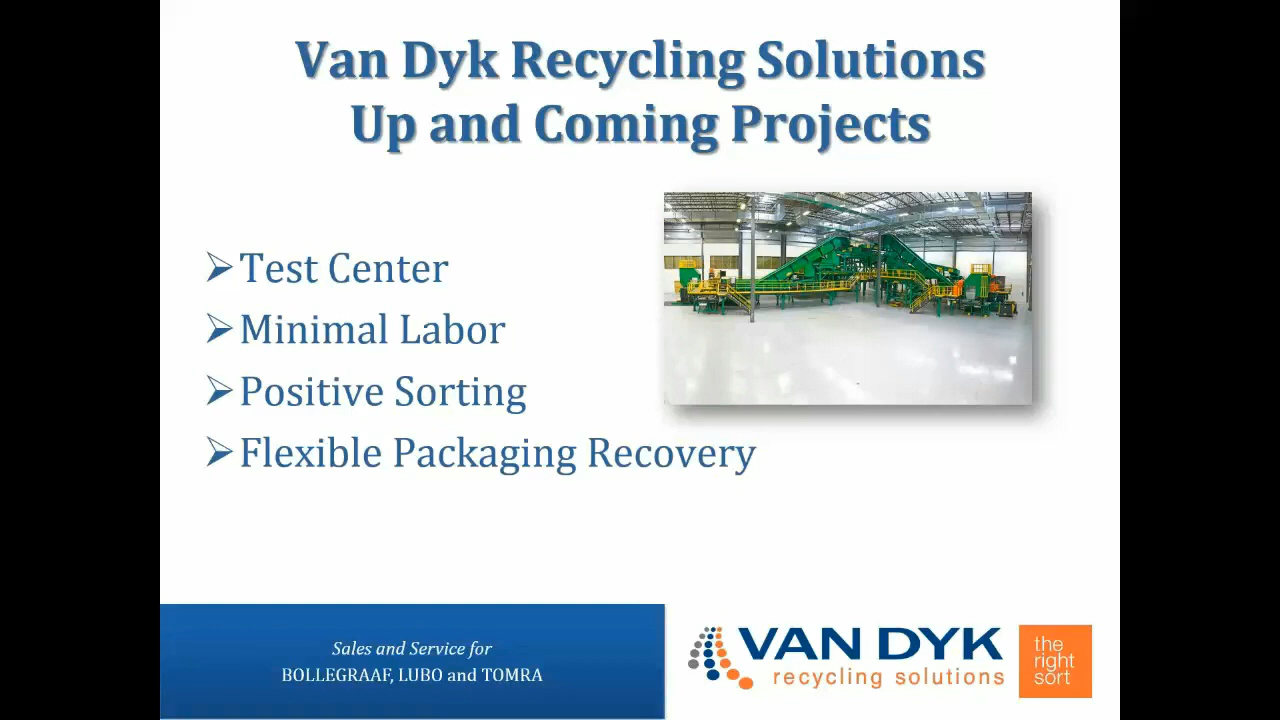 Van Dyk Recycling Solutions
Up and Coming Projects
Test Center
Minimal Labor
Positive Sorting
Flexible Packaging Recovery
Sales and Service for
BOLLEGRAAF, LUBO and TOMRA
VAN DYK
recycling solutions
the
right
sort